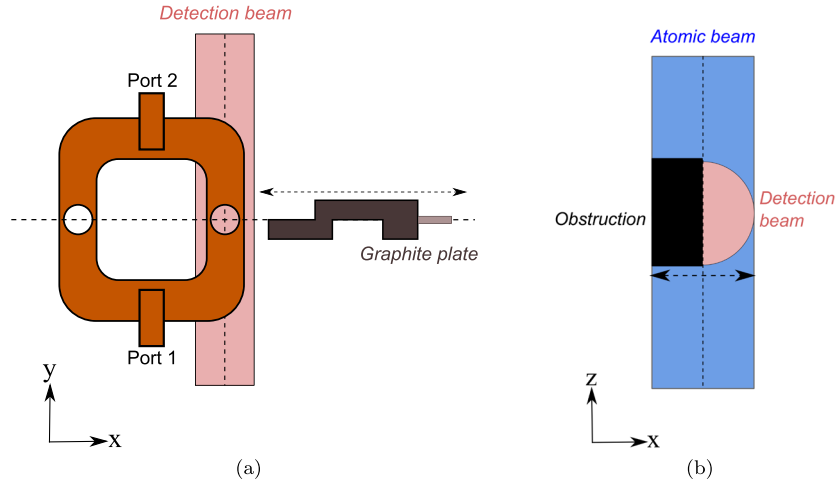 Detection beam
Port 2
Graphite plate
Port 1
y
x
(a)
Atomic beam
Obstruction
Detection
beam
z
x
(b)